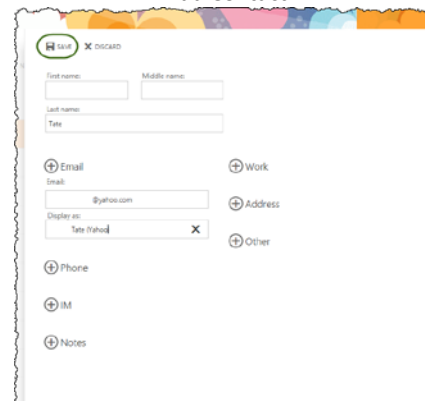 SAVE DISCARD
First name: Middle name:
Last name:
Tate
Email Work
Email:
@yahoo.com
Address
Display as:
Tate (Yahoo
Other
Phone
IM
Notes